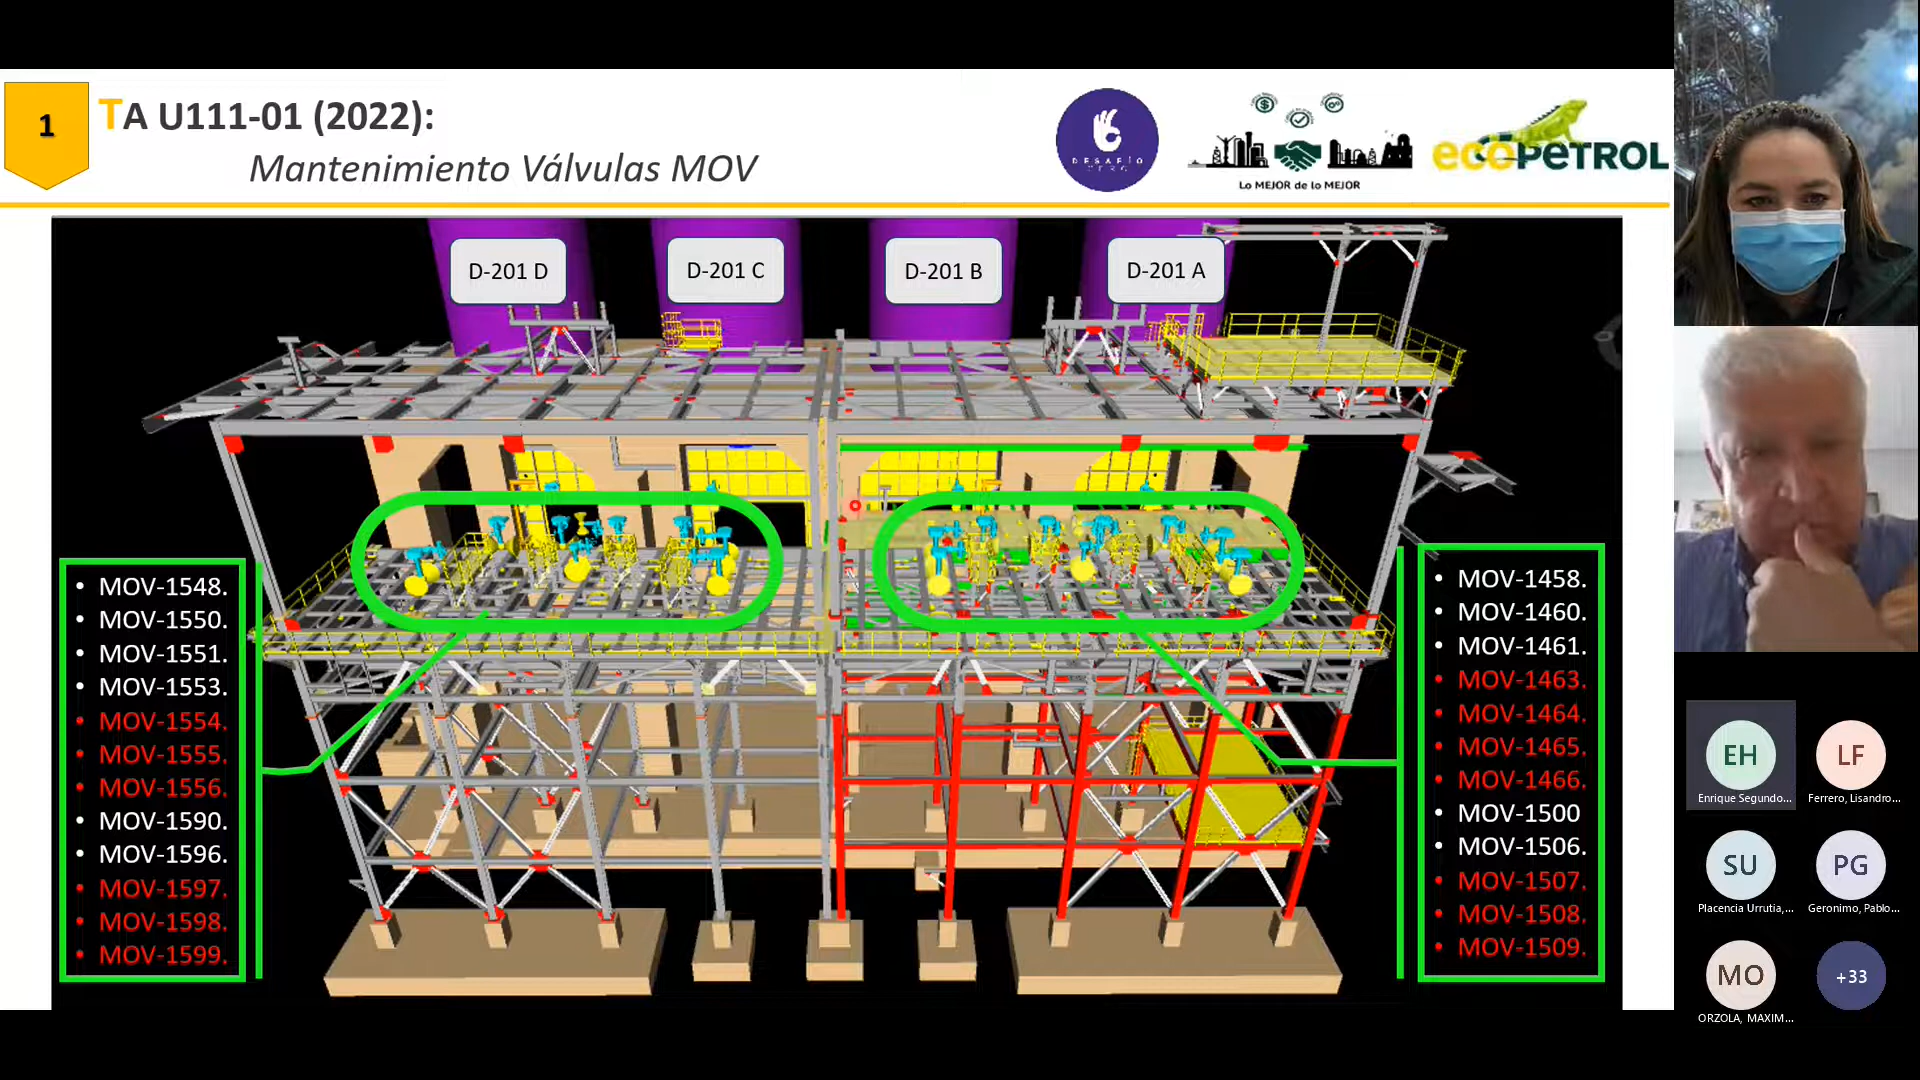 1
TA U111-01 (2022):
Mantenimiento Válvulas MOV
DESAFÍO
Lo MEJOR de lo MEJOR
ecoPETROL
D-201 D
D-201 C
D-201 B
D-201 A
• MOV-1548.
• MOV-1550.
• MOV-1551.
• MOV-1553.
• MOV-1554.
• MOV-1555.
• MOV-1556.
• MOV-1590.
• MOV-1596.
• MOV-1597.
• MOV-1598.
• MOV-1599.
• MOV-1458.
• MOV-1460.
• MOV-1461.
• MOV-1463.
• MOV-1464.
• MOV-1465.
• MOV-1466.
• MOV-1500
• MOV-1506.
• MOV-1507.
• MOV-1508.
• MOV-1509.
EH
Enrique Segundo...
LF
Ferrero, Lisandro...
SU
Placencia Urrutia,...
PG
Geronimo, Pablo...
MO
ORZOLA, MAXIM...
+33